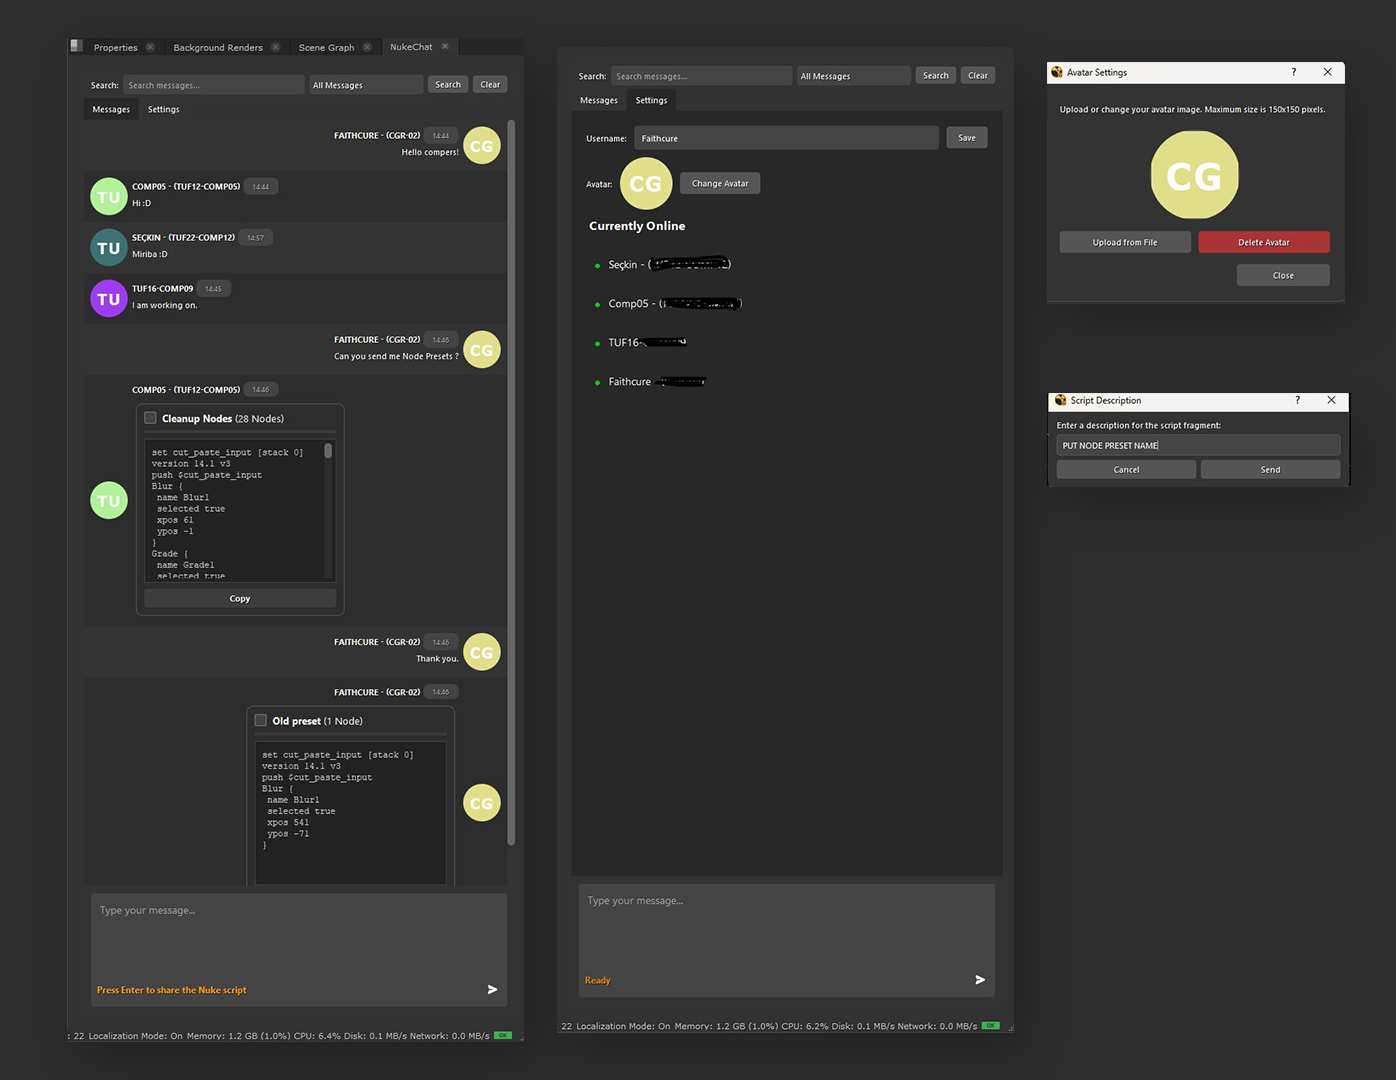 Properties
Background Renders
Scene Graph
NukeChat
Search:
Search messages...
All Messages
Search
Clear
Messages
Settings
FAITHCURE - (CGR-02) 14:44
Hello compers!
CG
TU
COMP05 - (TUF12-COMP05) 14:44
Hi :D
TU
SEÇKIN - (TUF22-COMP12) 14:57
Miriba :D
TU
TUF16-COMP09 14:45
I am working on.
FAITHCURE - (CGR-02) 14:46
Can you send me Node Presets ?
CG
COMP05 - (TUF12-COMP05) 14:46
Cleanup Nodes (28 Nodes)
set cut_paste_input [stack 0]
version 14.1 v3
push $cut_paste_input
Blur {
name Blur1
selected true
xpos 61
ypos -1
}
Grade {
name Grade1
selected true
TU
Copy
FAITHCURE - (CGR-02) 14:46
Thank you.
CG
FAITHCURE - (CGR-02) 14:46
Old preset (1 Node)
set cut_paste_input [stack 0]
version 14.1 v3
push $cut_paste_input
Blur {
name Blur1
selected true
xpos 541
ypos -71
}
CG
Type your message...
Press Enter to share the Nuke script
: 22 Localization Mode: On Memory: 1.2 GB (1.0%) CPU: 6.4% Disk: 0.1 MB/s Network: 0.0 MB/s OK
Search:
Search messages...
All Messages
Search
Clear
Messages
Settings
Username:
Faithcure
Save
Avatar:
CG
Change Avatar
Currently Online
Seçkin - (
Comp05 - (
TUF16-
Faithcure
Type your message...
Ready
22 Localization Mode: On Memory: 1.2 GB (1.0%) CPU: 6.2% Disk: 0.1 MB/s Network: 0.0 MB/s OK
Avatar Settings
?
Upload or change your avatar image. Maximum size is 150x150 pixels.
CG
Upload from File
Delete Avatar
Close
Script Description
?
Enter a description for the script fragment:
PUT NODE PRESET NAME
Cancel
Send